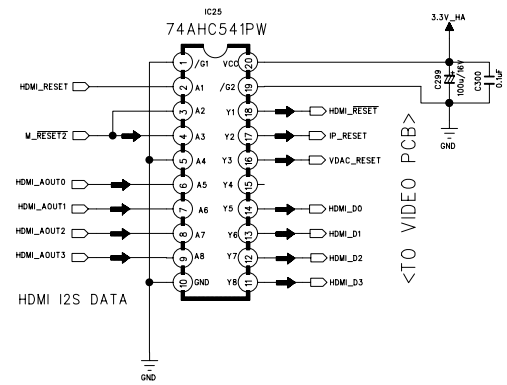 IC25
74AHC541PW
3.3V_HA
1 /G1 VCC 20
HDMI_RESET 2 A1 /G2 19
3 A2 Y1 18 HDMI_RESET
M_RESET2 4 A3 Y2 17 IP_RESET
5 A4 Y3 16 VDAC_RESET
HDMI_AOUT0 6 A5 Y4 15
HDMI_AOUT1 7 A6 Y5 14 HDMI_D0
HDMI_AOUT2 8 A7 Y6 13 HDMI_D1
HDMI_AOUT3 9 A8 Y7 12 HDMI_D2
10 GND Y8 11 HDMI_D3
C299
100u/16V
C300
0.1uF
GND
<TO VIDEO PCB>
HDMI I2S DATA
GND